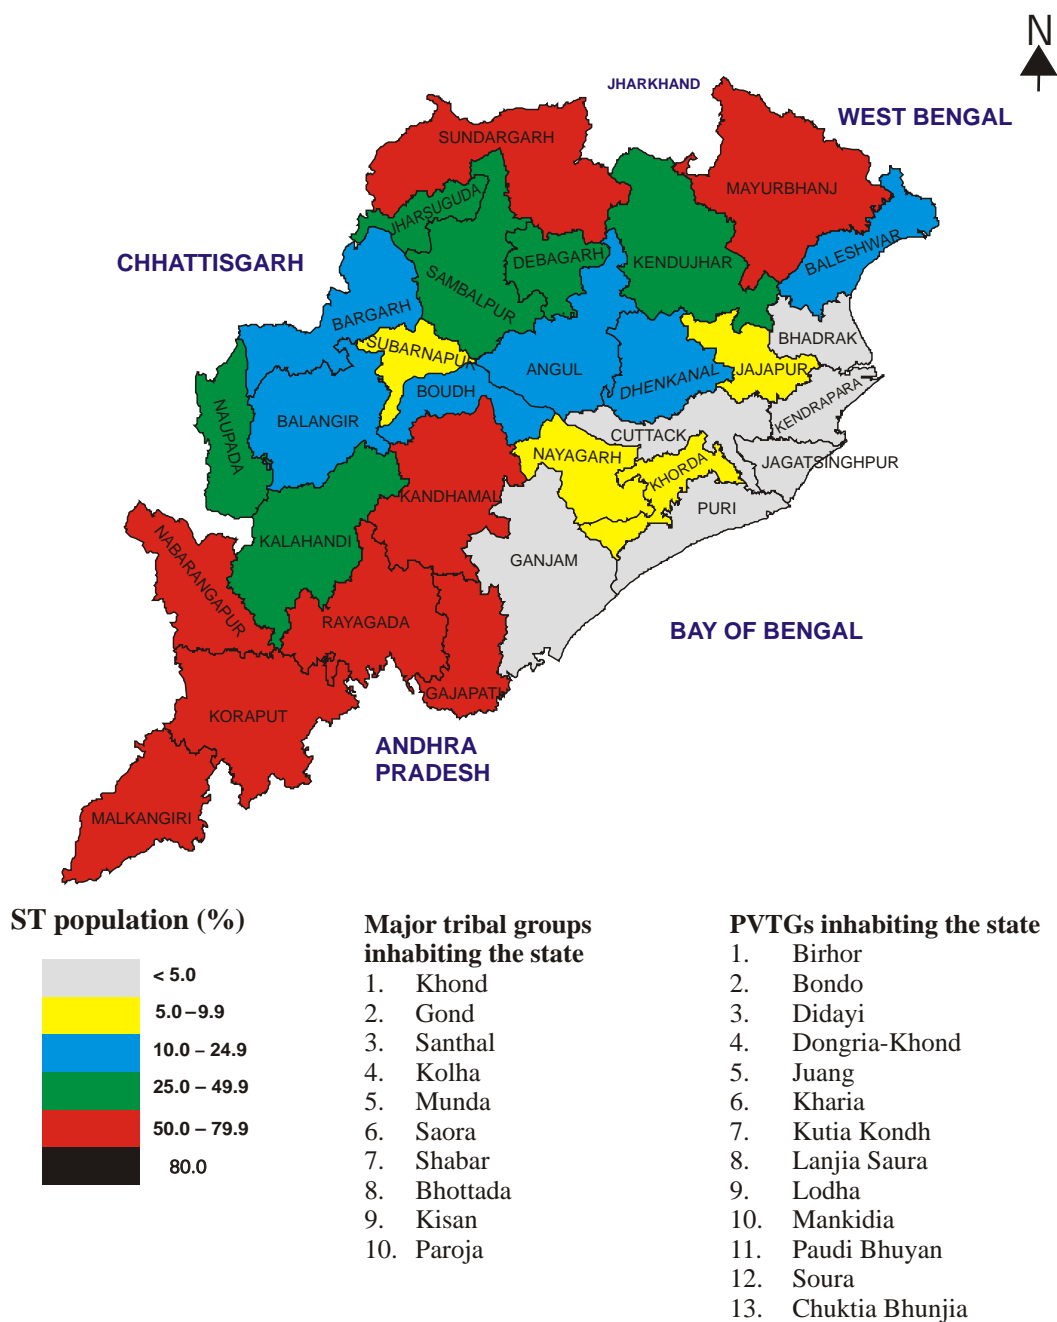 N
JHARKHAND
WEST BENGAL
SUNDARGARH
MAYURBHANJ
JHARSUGUDA
BALESHWAR
CHHATTISGARH
DEBAGARH
KENDUJHAR
SAMBALPUR
BARGARH
BHADRAK
SUBARNAPUR
ANGUL
DHENKANAL
JAJAPUR
BOUDH
KENDRAPARA
BALANGIR
NAUPADA
CUTTACK
NAYAGARH
KHORDA
JAGATSINGHPUR
KANDHAMAL
PURI
KALAHANDI
GANJAM
NABARANGAPUR
RAYAGADA
BAY OF BENGAL
GAJAPATI
KORAPUT
ANDHRA
PRADESH
MALKANGIRI
ST population (%)
< 5.0
5.0 – 9.9
10.0 – 24.9
25.0 – 49.9
50.0 – 79.9
80.0
Major tribal groups
inhabiting the state
1. Khond
2. Gond
3. Santhal
4. Kolha
5. Munda
6. Saora
7. Shabar
8. Bhottada
9. Kisan
10. Paroja
PVTGs inhabiting the state
1. Birhor
2. Bondo
3. Didayi
4. Dongria-Khond
5. Juang
6. Kharia
7. Kutia Kondh
8. Lanjia Saura
9. Lodha
10. Mankidia
11. Paudi Bhuyan
12. Soura
13. Chuktia Bhunjia